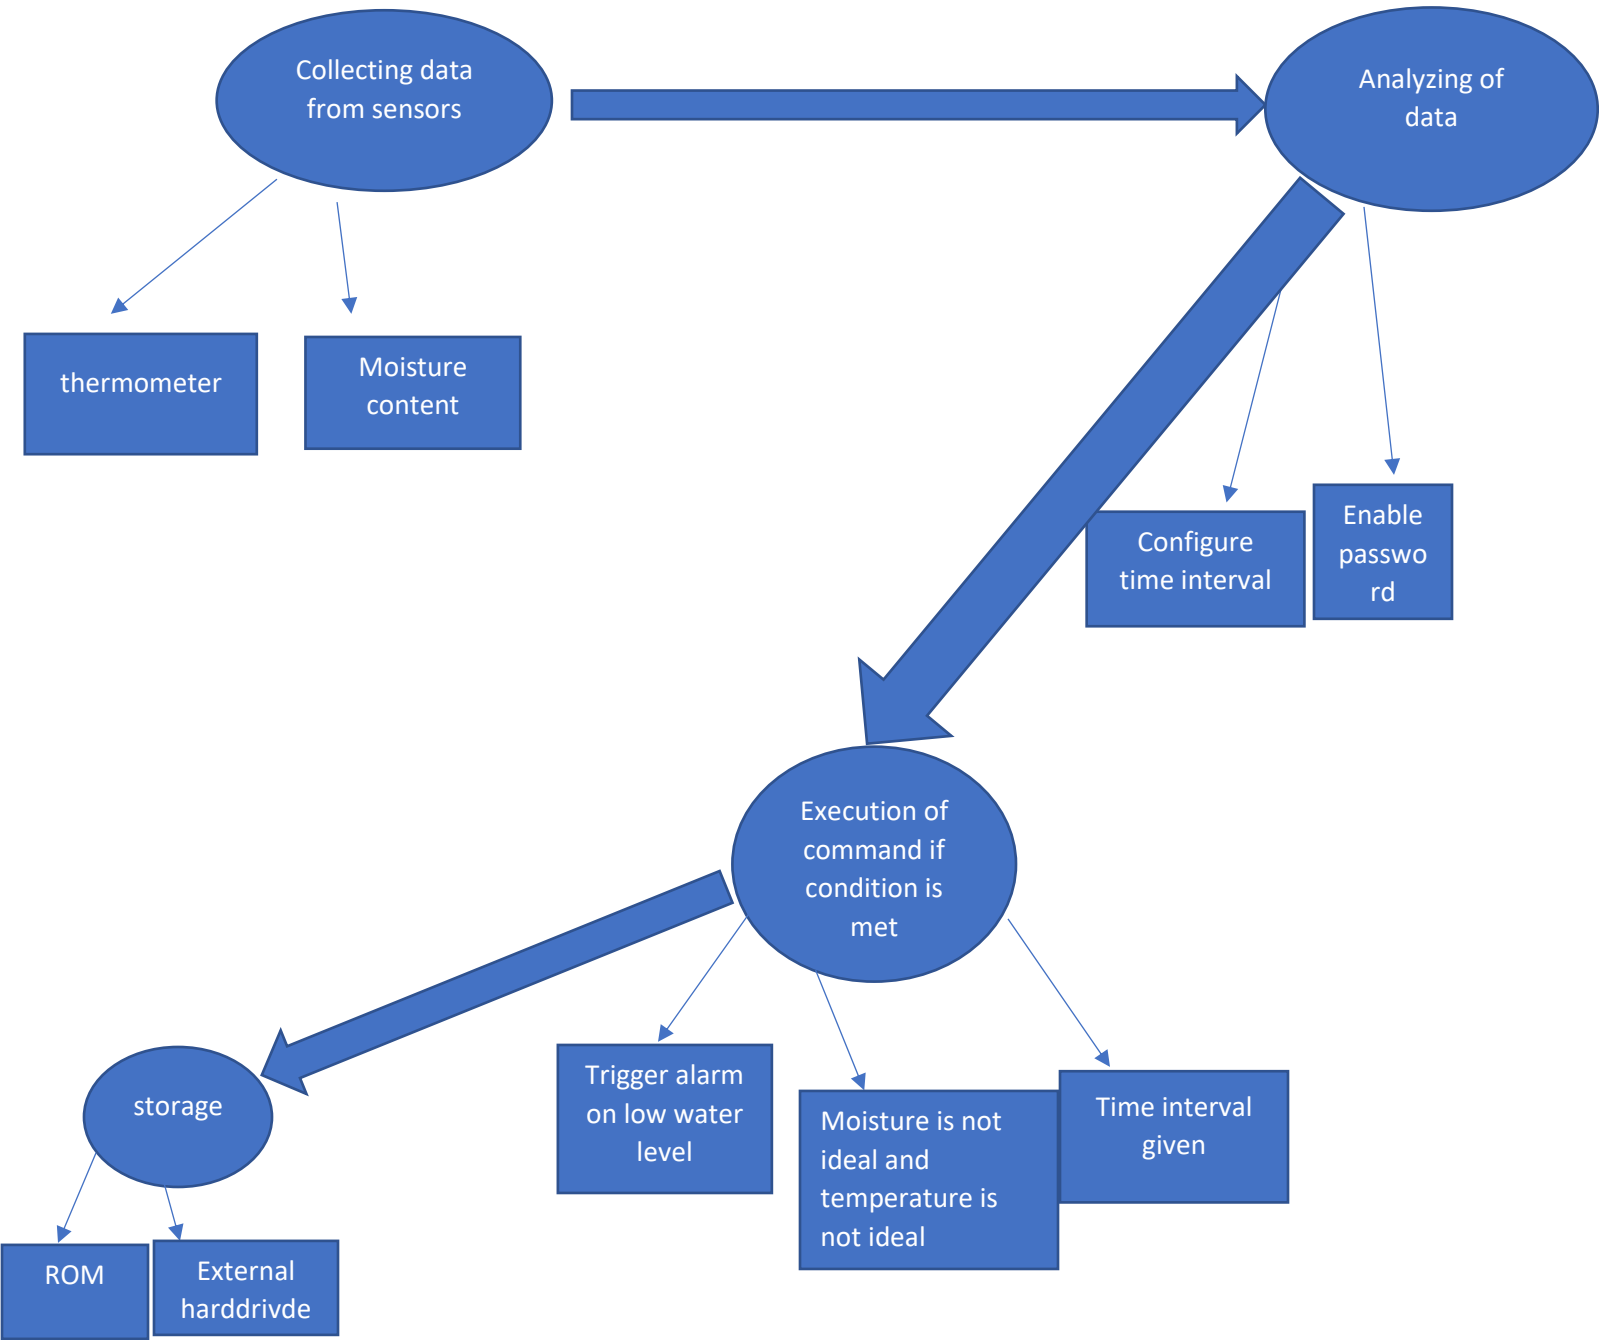 Collecting data
from sensors
Analyzing of
data
thermometer
Moisture
content
Configure
time interval
Enable
passwo
rd
Execution of
command if
condition is
met
storage
Trigger alarm
on low water
level
Moisture is not
ideal and
temperature is
not ideal
Time interval
given
ROM
External
harddrivde